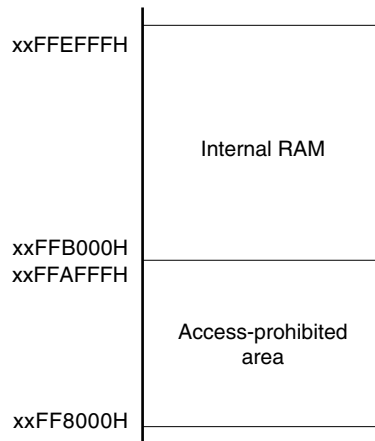 xxFFEFFFH
Internal RAM
xxFFB000H
xxFFAFFFH
Access-prohibited
area
xxFF8000H